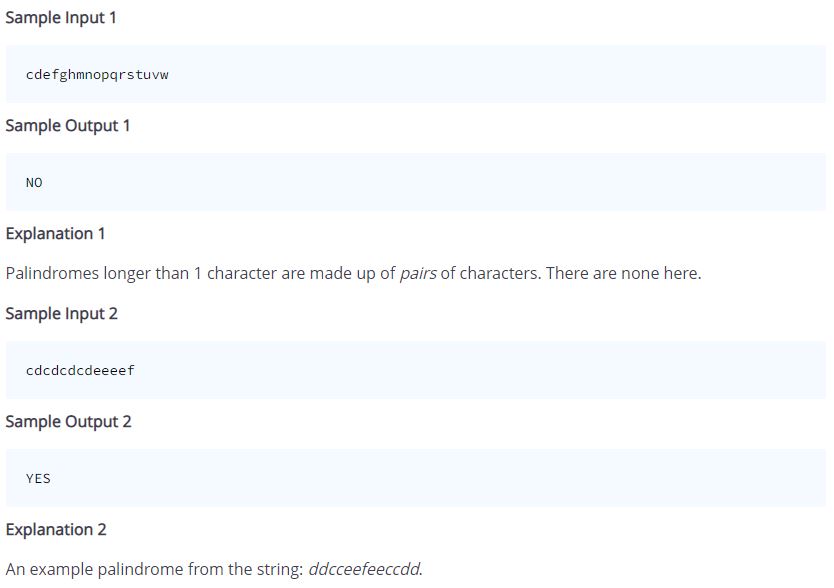 Sample Input 1
cdefghmnopqrstuvw
Sample Output 1
NO
Explanation 1
Palindromes longer than 1 character are made up of pairs of characters. There are none here.
Sample Input 2
cdcdcdcdeeeef
Sample Output 2
YES
Explanation 2
An example palindrome from the string: ddcceefeeccdd.